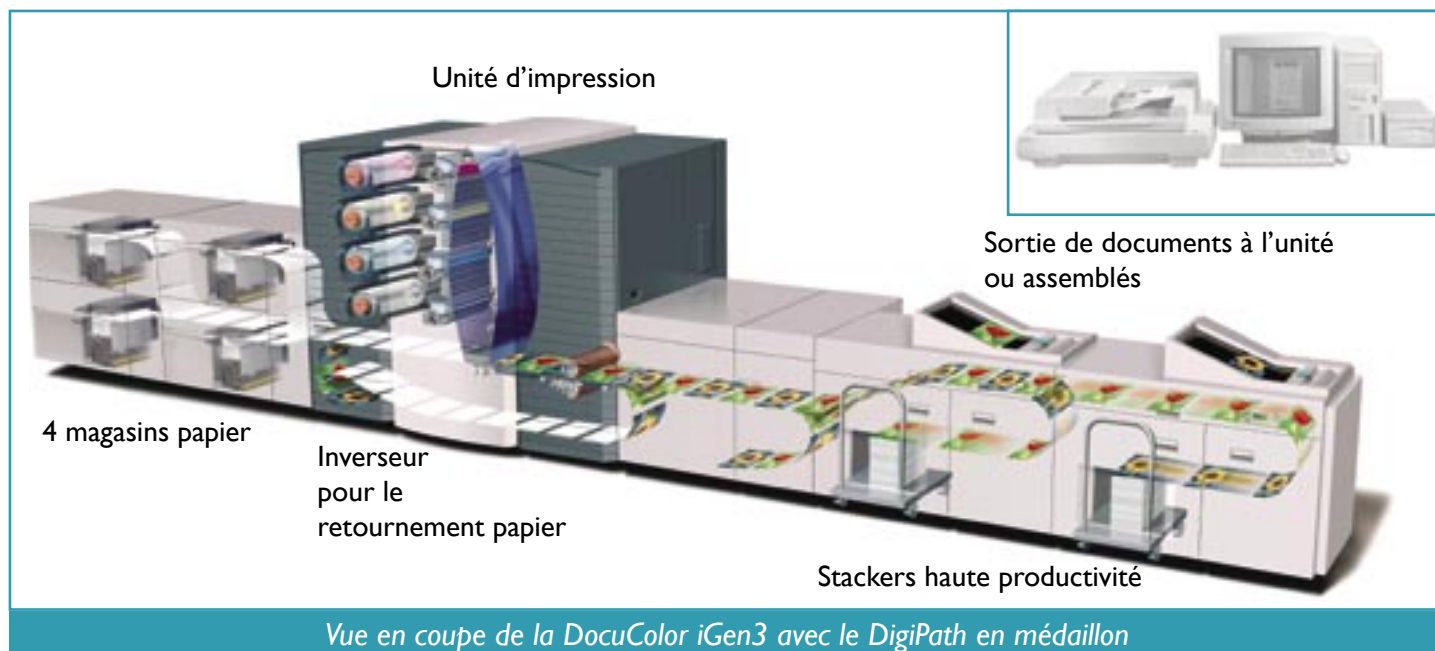 Unité d’impression
Sortie de documents à l’unité
ou assemblés
4 magasins papier
Inverseur
pour le
retournement papier
Stackers haute productivité
Vue en coupe de la DocuColor iGen3 avec le DigiPath en médaillon